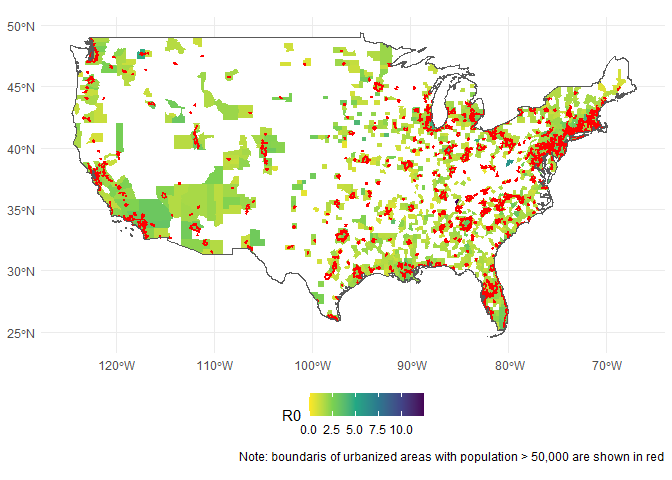 50°N
45°N
40°N
35°N
30°N
25°N
120°W 110°W 100°W 90°W 80°W 70°W
R0
0.0 2.5 5.0 7.5 10.0
Note: boundaris of urbanized areas with population > 50,000 are shown in red